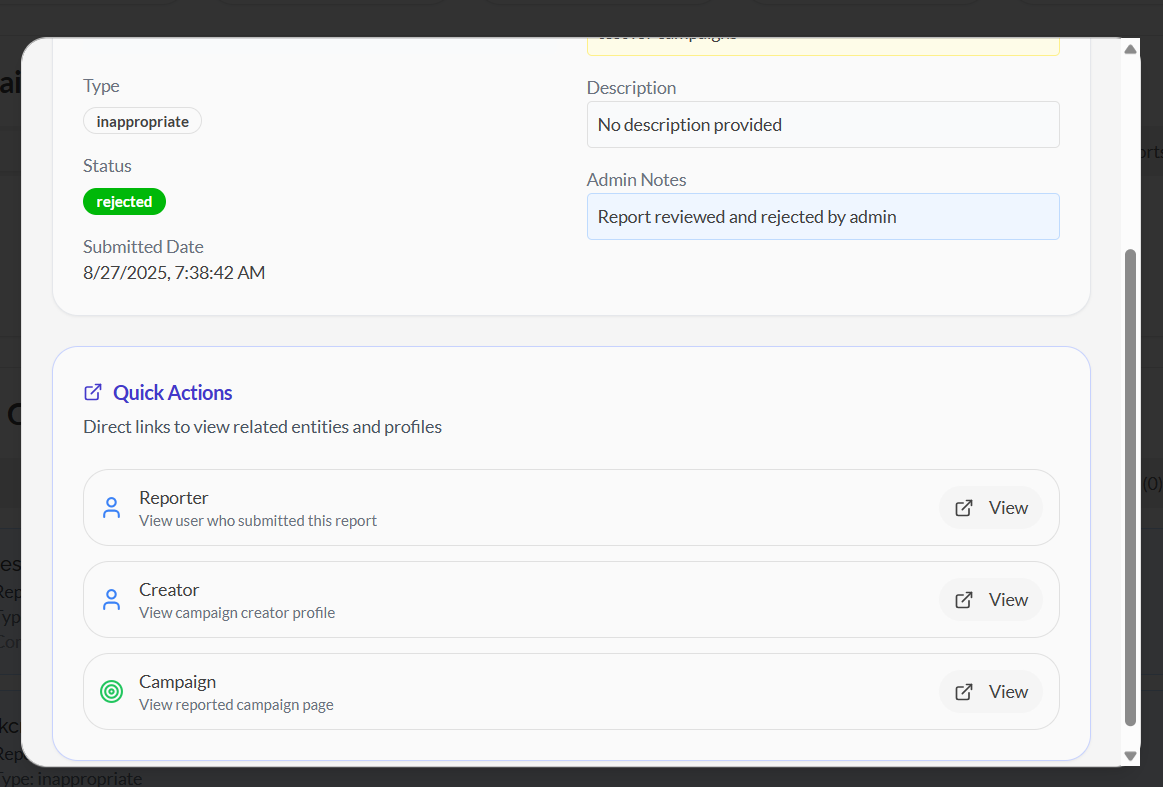 Type
inappropriate
Status
rejected
Submitted Date
8/27/2025, 7:38:42 AM
Description
No description provided
Admin Notes
Report reviewed and rejected by admin
Quick Actions
Direct links to view related entities and profiles
Reporter
View user who submitted this report
View
Creator
View campaign creator profile
View
Campaign
View reported campaign page
View
(0)
Type: inappropriate